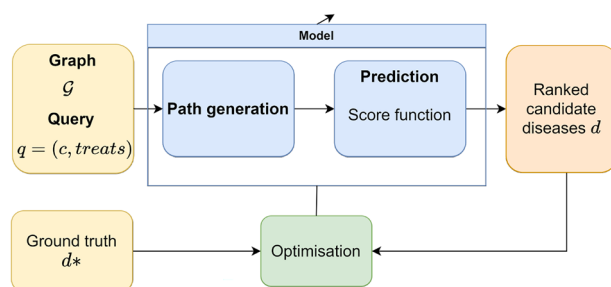 Model
Graph
𝒢
Query
q = (c, treats)
Path generation
Prediction
Score function
Ranked
candidate
diseases d
Ground truth
d*
Optimisation